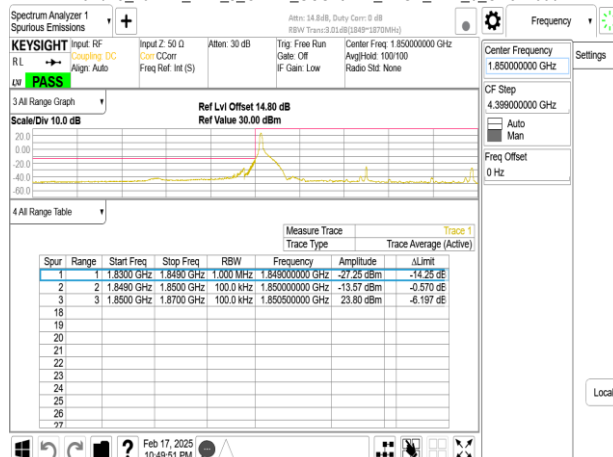 Spectrum Analyzer 1
Spurious Emissions
Attn: 14.8dB, Duty Corr: 0 dB
RBW Trans:3.01dB(1849~1870MHz)
Frequency
Settings
KEYSIGHT
RL
PASS
Input: RF
Coupling: DC
Align: Auto
Input Z: 50 Ω
Corr CCorr
Freq Ref: Int (S)
Atten: 30 dB
Trig: Free Run
Gate: Off
IF Gain: Low
Center Freq: 1.850000000 GHz
Avg|Hold: 100/100
Radio Std: None
Center Frequency
1.850000000 GHz
CF Step
4.399000000 GHz
Auto
Man
Freq Offset
0 Hz
3 All Range Graph
Scale/Div 10.0 dB
Ref Lvl Offset 14.80 dB
Ref Value 30.00 dBm
20.0
0.00
-20.0
-40.0
-60.0
4 All Range Table
Measure Trace Trace 1
Trace Type Trace Average (Active)
Spur Range Start Freq Stop Freq RBW Frequency Amplitude ΔLimit
1 1 1.8300 GHz 1.8490 GHz 1.000 MHz 1.849000000 GHz -27.25 dBm -14.25 dB
2 2 1.8490 GHz 1.8500 GHz 100.0 kHz 1.850000000 GHz -13.57 dBm -0.570 dB
3 3 1.8500 GHz 1.8700 GHz 100.0 kHz 1.850500000 GHz 23.80 dBm -6.197 dB
18
19
20
21
22
23
24
25
26
27
Local
Feb 17, 2025
10:49:51 PM